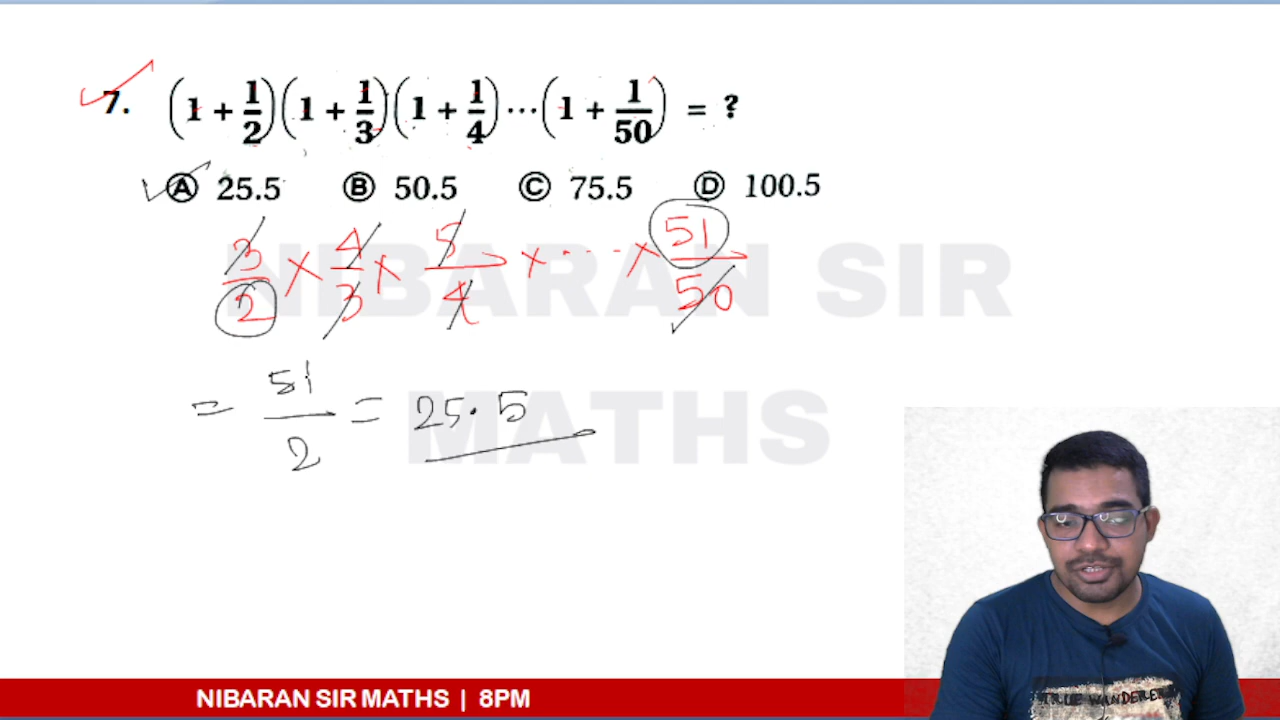 7. (1 + 1/2)(1 + 1/3)(1 + 1/4)...(1 + 1/50) = ?
Ⓐ 25.5 Ⓑ 50.5 Ⓒ 75.5 Ⓓ 100.5
3/2 × 4/3 × 5/4 × ... × 51/50
= 51/2 = 25.5
NIBARAN SIR
MATHS
NIBARAN SIR MATHS | 8PM